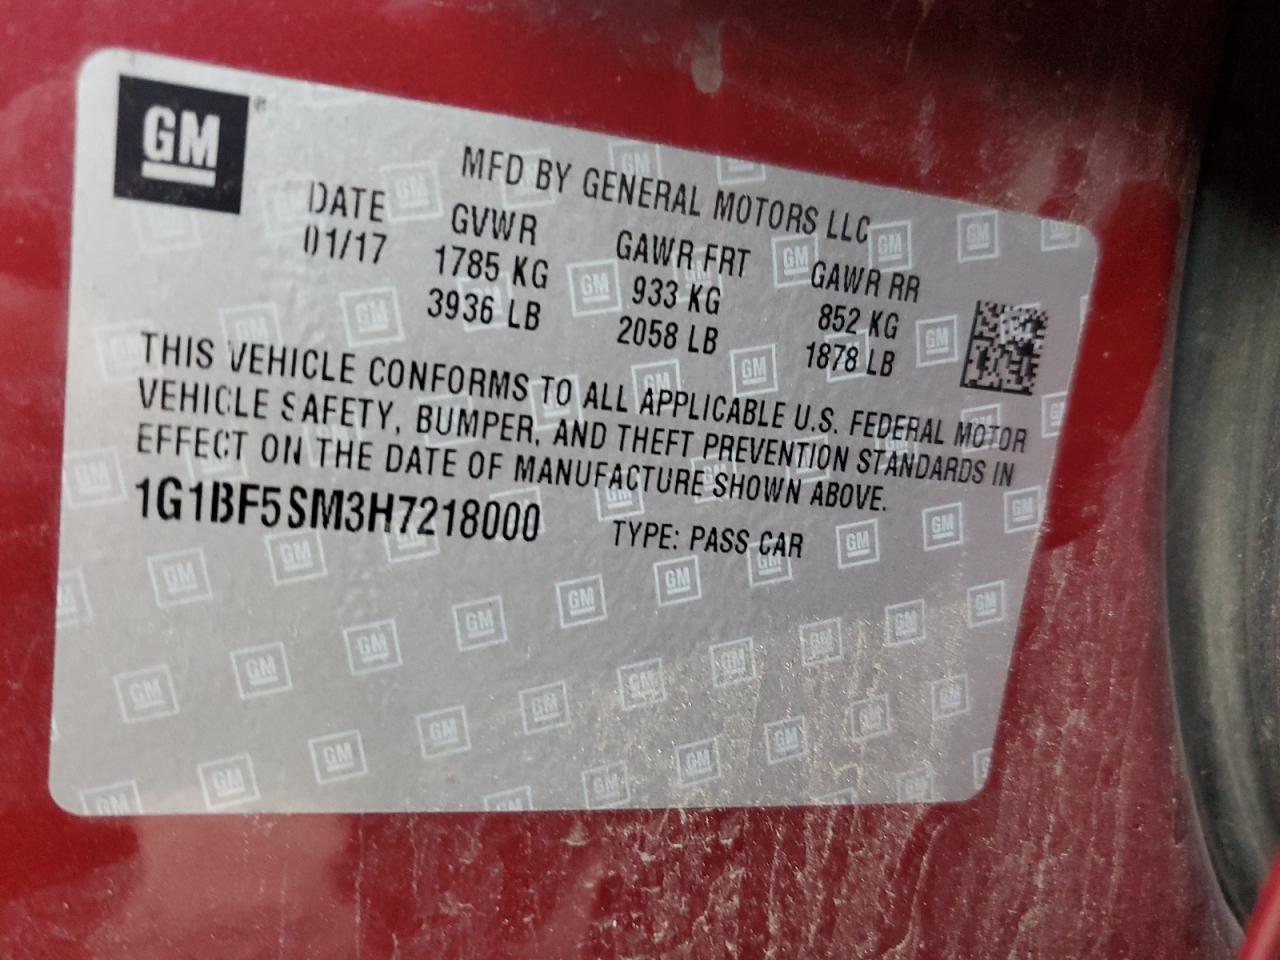 GM
MFD BY GENERAL MOTORS LLC
DATE GVWR GAWR FRT GAWR RR
01/17 1785 KG 933 KG 852 KG
3936 LB 2058 LB 1878 LB
THIS VEHICLE CONFORMS TO ALL APPLICABLE U.S. FEDERAL MOTOR
VEHICLE SAFETY, BUMPER, AND THEFT PREVENTION STANDARDS IN
EFFECT ON THE DATE OF MANUFACTURE SHOWN ABOVE.
1G1BF5SM3H7218000 TYPE: PASS CAR